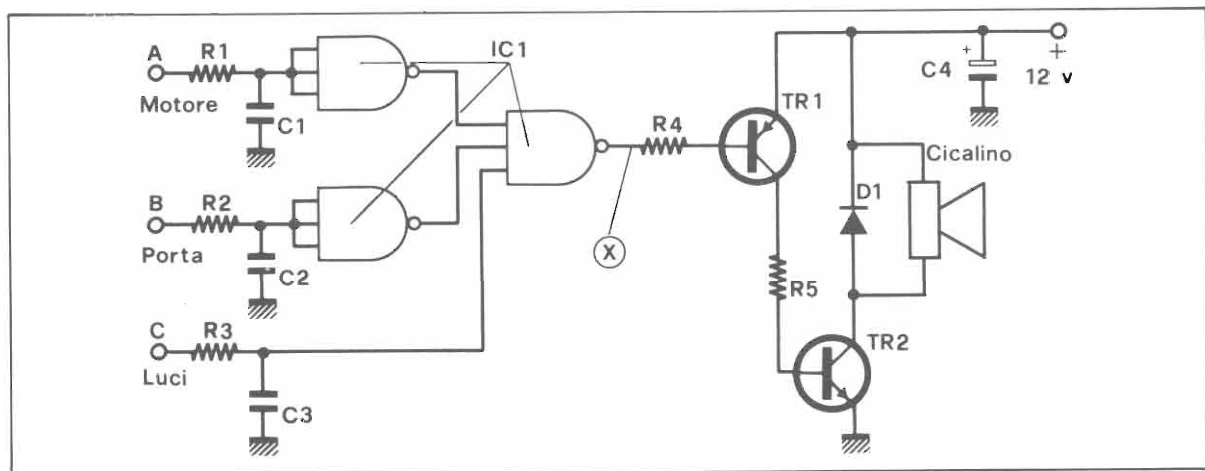 A
R1
Motore
C1
IC1
B
R2
Porta
C2
C
R3
Luci
C3
X
R4
TR1
R5
TR2
D1
Cicalino
+
C4
+
12 v